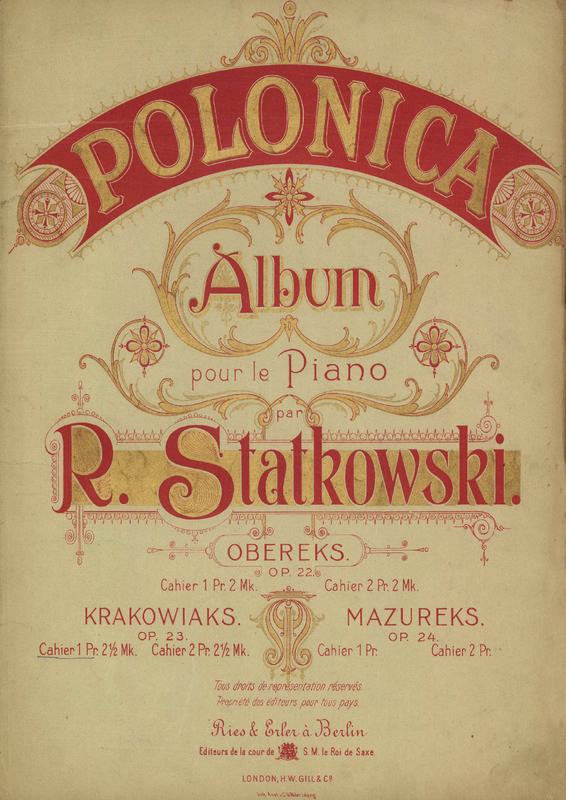 POLONICA
Album
pour le Piano
par
R. Statkowski.
OBEREKS.
OP. 22.
Cahier 1 Pr. 2 Mk. Cahier 2 Pr. 2 Mk.
KRAKOWIAKS. MAZUREKS.
OP. 23. OP. 24.
Cahier 1 Pr. 2½ Mk. Cahier 2 Pr. 2½ Mk. Cahier 1 Pr. Cahier 2 Pr.
Tous droits de représentation réservés.
Propriété des éditeurs pour tous pays.
Ries & Erler à Berlin
Editeurs de la cour de S. M. le Roi de Saxe.
LONDON, H. W. GILL & Co